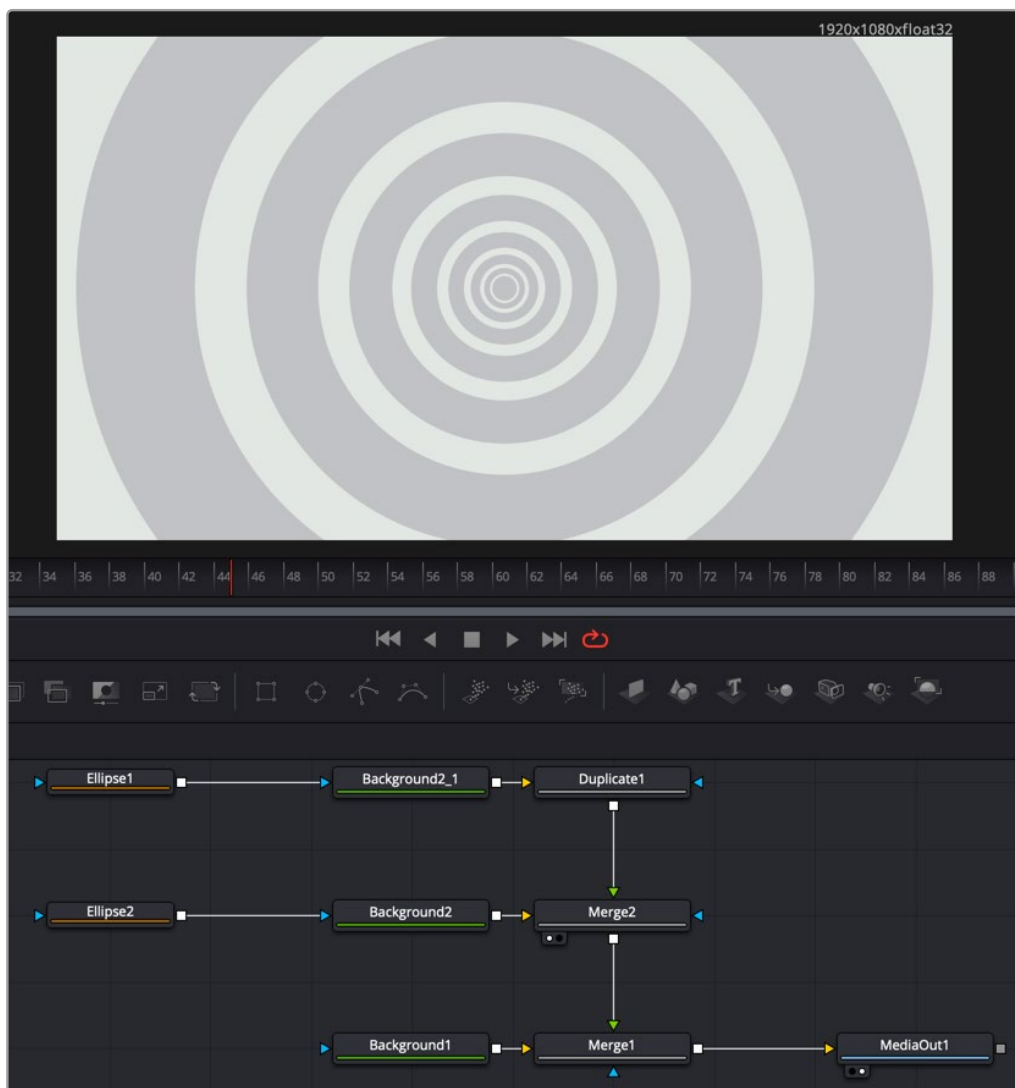 1920x1080xfloat32
32 34 36 38 40 42 44 46 48 50 52 54 56 58 60 62 64 66 68 70 72 74 76 78 80 82 84 86 88
Ellipse1 Background2_1 Duplicate1
Ellipse2 Background2 Merge2
Background1 Merge1 MediaOut1